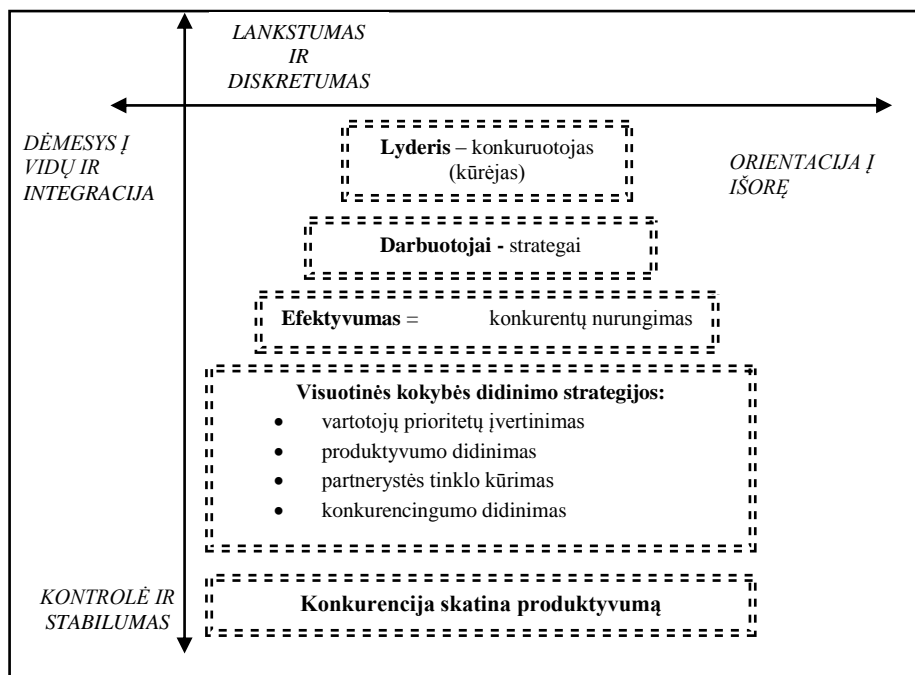 LANKSTUMAS
IR
DISKRETUMAS
DĖMESYS Į
VIDŲ IR
INTEGRACIJA
Lyderis – konkuruotojas
(kūrėjas)
ORIENTACIJA Į
IŠORĘ
Darbuotojai - strategai
Efektyvumas = konkurentų nurungimas
Visuotinės kokybės didinimo strategijos:
• vartotojų prioritetų įvertinimas
• produktyvumo didinimas
• partnerystės tinklo kūrimas
• konkurencingumo didinimas
KONTROLĖ IR
STABILUMAS
Konkurencija skatina produktyvumą